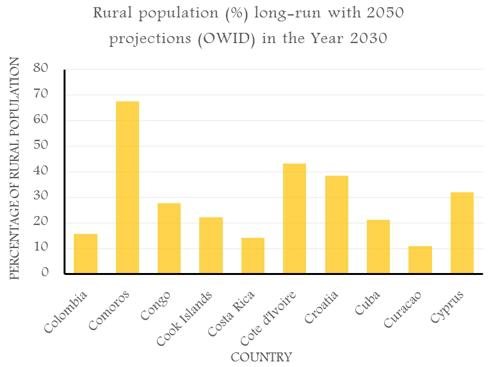 Rural population (%) long-run with 2050
projections (OWID) in the Year 2030
PERCENTAGE OF RURAL POPULATION
80
70
60
50
40
30
20
10
0
Colombia
Comoros
Congo
Cook Islands
Costa Rica
Cote d'Ivoire
Croatia
Cuba
Curacao
Cyprus
COUNTRY